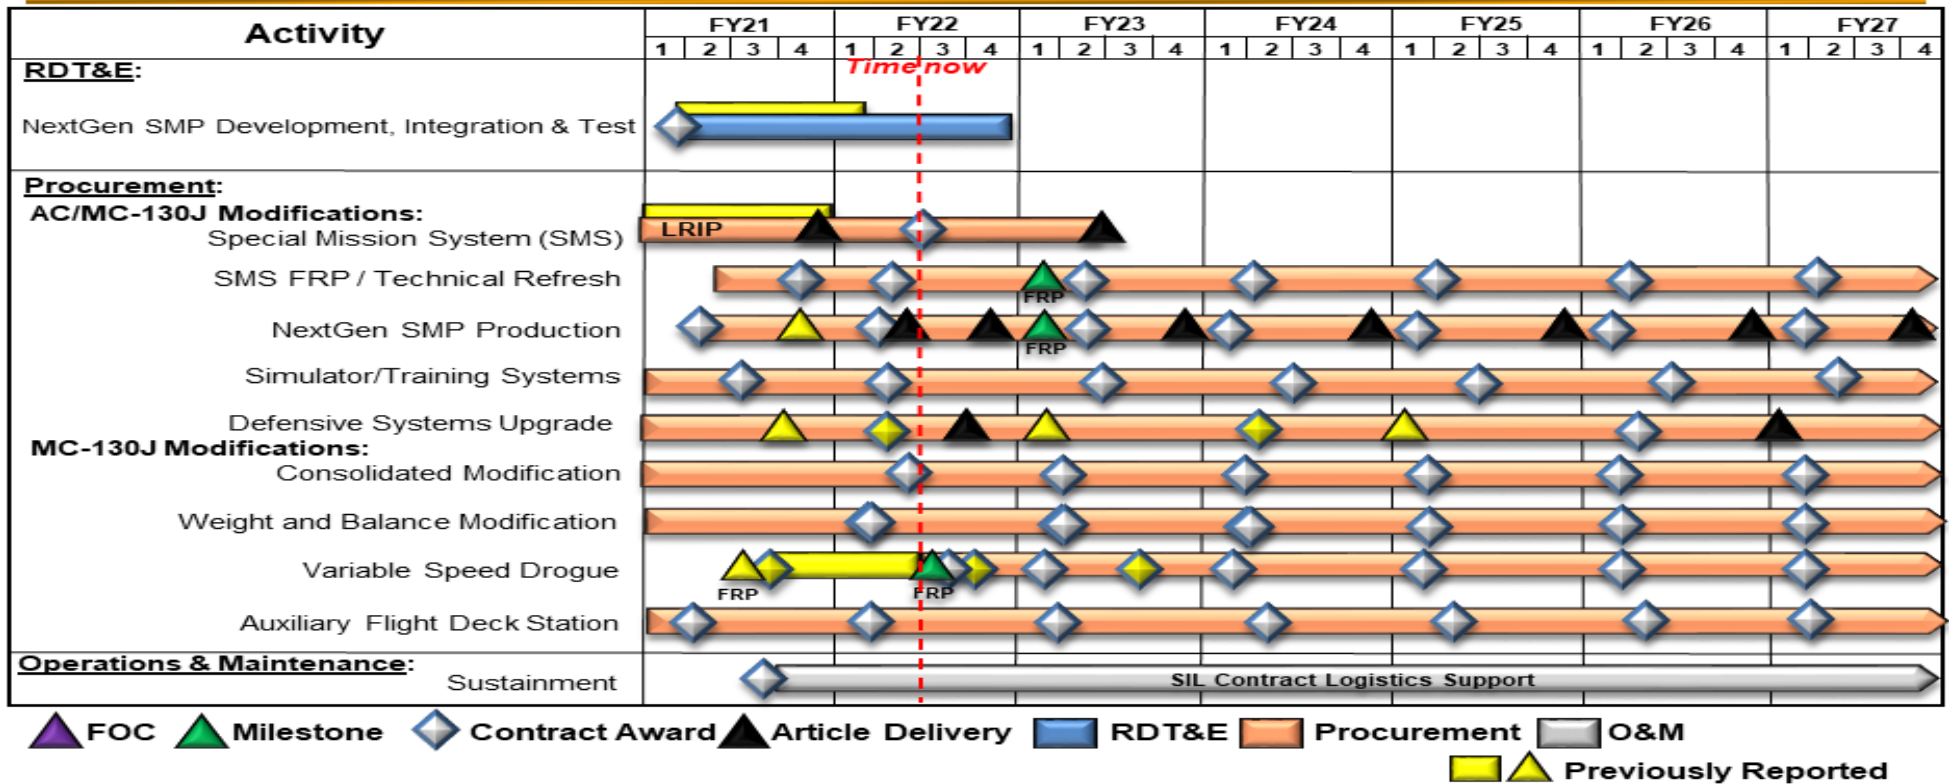 Activity
FY21 FY22 FY23 FY24 FY25 FY26 FY27
1 2 3 4 1 2 3 4 1 2 3 4 1 2 3 4 1 2 3 4 1 2 3 4 1 2 3 4
RDT&E:
Time now
NextGen SMP Development, Integration & Test
Procurement:
AC/MC-130J Modifications:
LRIP
Special Mission System (SMS)
SMS FRP / Technical Refresh
FRP
NextGen SMP Production
FRP
Simulator/Training Systems
Defensive Systems Upgrade
MC-130J Modifications:
Consolidated Modification
Weight and Balance Modification
Variable Speed Drogue
FRP FRP
Auxiliary Flight Deck Station
Operations & Maintenance:
Sustainment
SIL Contract Logistics Support
FOC Milestone Contract Award Article Delivery RDT&E Procurement O&M
Previously Reported